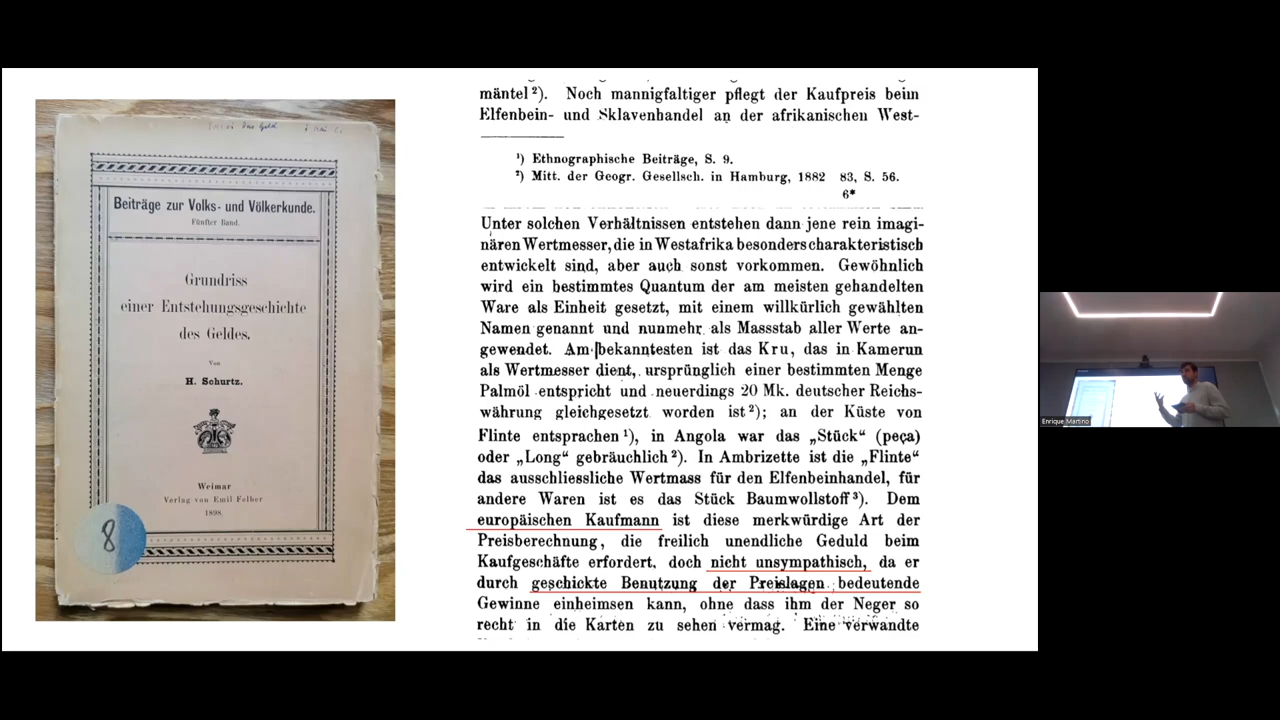 Beiträge zur Volks- und Völkerkunde.
Fünfter Band.
Grundriss
einer Entstehungsgeschichte
des Geldes.
Von
H. Schurtz.
Weimar
Verlag von Emil Felber
1898.
8
mäntel²). Noch mannigfaltiger pflegt der Kaufpreis beim
Elfenbein- und Sklavenhandel an der afrikanischen West-
¹) Ethnographische Beiträge, S. 9.
²) Mitt. der Geogr. Gesellsch. in Hamburg, 1882 83, S. 56.
6*
Unter solchen Verhältnissen entstehen dann jene rein imagi-
nären Wertmesser, die in Westafrika besonders charakteristisch
entwickelt sind, aber auch sonst vorkommen. Gewöhnlich
wird ein bestimmtes Quantum der am meisten gehandelten
Ware als Einheit gesetzt, mit einem willkürlich gewählten
Namen genannt und nunmehr als Massstab aller Werte an-
gewendet. Am bekanntesten ist das Kru, das in Kamerun
als Wertmesser dient, ursprünglich einer bestimmten Menge
Palmöl entspricht und neuerdings 20 Mk. deutscher Reichs-
währung gleichgesetzt worden ist²); an der Küste von
Flinte entsprachen¹), in Angola war das „Stück“ (peça)
oder „Long“ gebräuchlich²). In Ambrizette ist die „Flinte“
das ausschliessliche Wertmass für den Elfenbeinhandel, für
andere Waren ist es das Stück Baumwollstoff³). Dem
europäischen Kaufmann ist diese merkwürdige Art der
Preisberechnung, die freilich unendliche Geduld beim
Kaufgeschäfte erfordert, doch nicht unsympathisch, da er
durch geschickte Benutzung der Preislagen bedeutende
Gewinne einheimsen kann, ohne dass ihm der Neger so
recht in die Karten zu sehen vermag. Eine verwandte
Enrique Martino